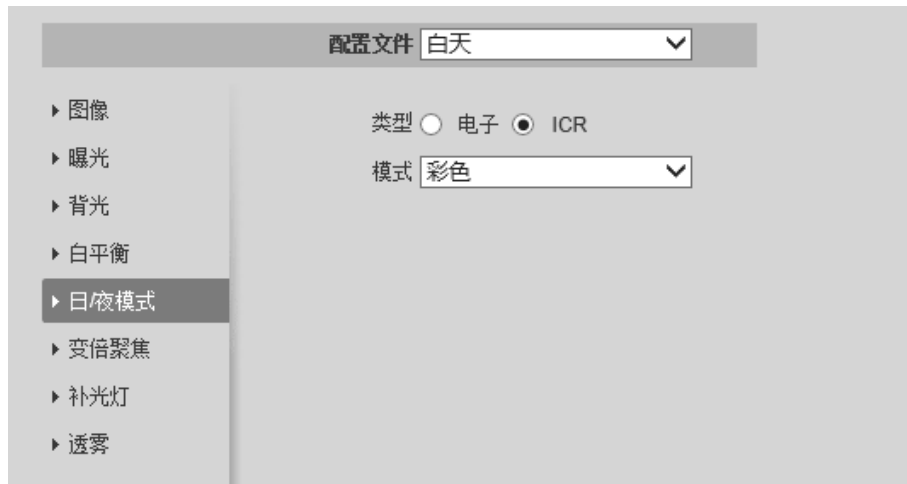 配置文件 白天
图像
曝光
背光
白平衡
日/夜模式
变倍聚焦
补光灯
透雾
类型 电子 ICR
模式 彩色